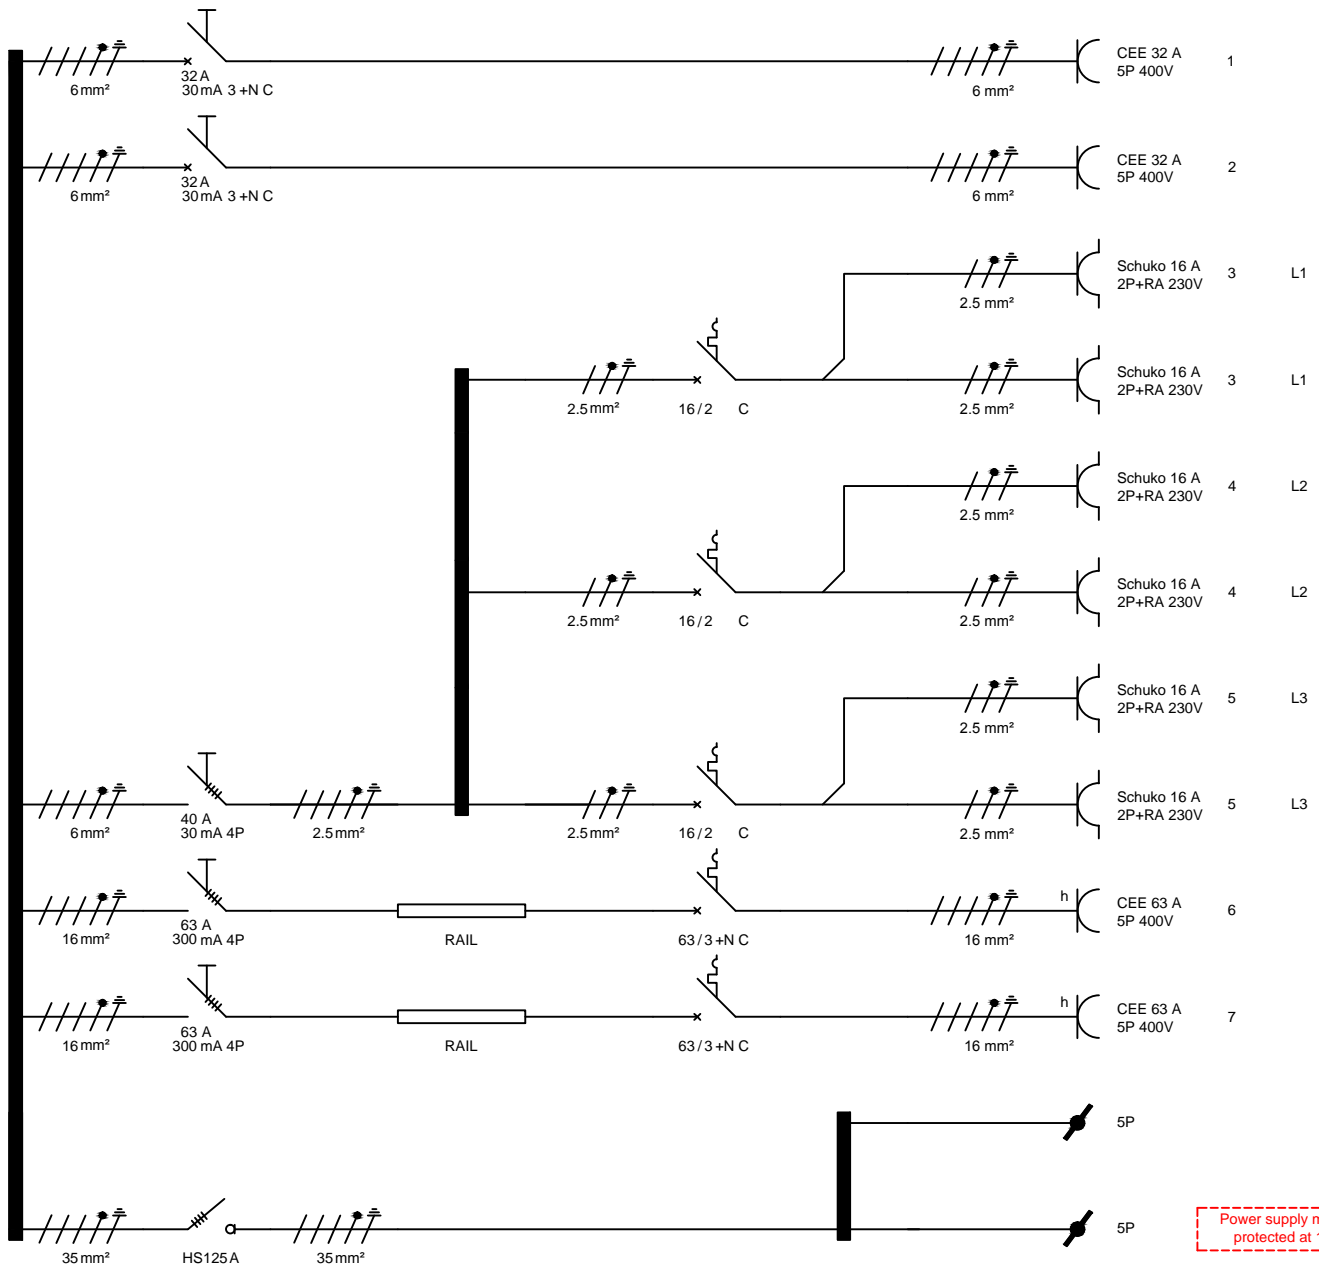 CEE 32 A 1
5P 400V
32 A
30 mA 3 +N C
6 mm² 6 mm²
CEE 32 A 2
5P 400V
32 A
30 mA 3 +N C
6 mm² 6 mm²
Schuko 16 A 3 L1
2P+RA 230V
2.5 mm²
Schuko 16 A 3 L1
2P+RA 230V
2.5 mm² 16 / 2 C 2.5 mm²
Schuko 16 A 4 L2
2P+RA 230V
2.5 mm²
Schuko 16 A 4 L2
2P+RA 230V
2.5 mm² 16 / 2 C 2.5 mm²
Schuko 16 A 5 L3
2P+RA 230V
2.5 mm²
Schuko 16 A 5 L3
2P+RA 230V
40 A
6 mm² 30 mA 4P 2.5 mm² 2.5 mm² 16 / 2 C 2.5 mm²
h CEE 63 A 6
5P 400V
63 A
16 mm² 300 mA 4P RAIL 63 / 3 +N C 16 mm²
h CEE 63 A 7
5P 400V
63 A
16 mm² 300 mA 4P RAIL 63 / 3 +N C 16 mm²
5P
5P
Power supply
protected at
35 mm² HS125 A 35 mm²